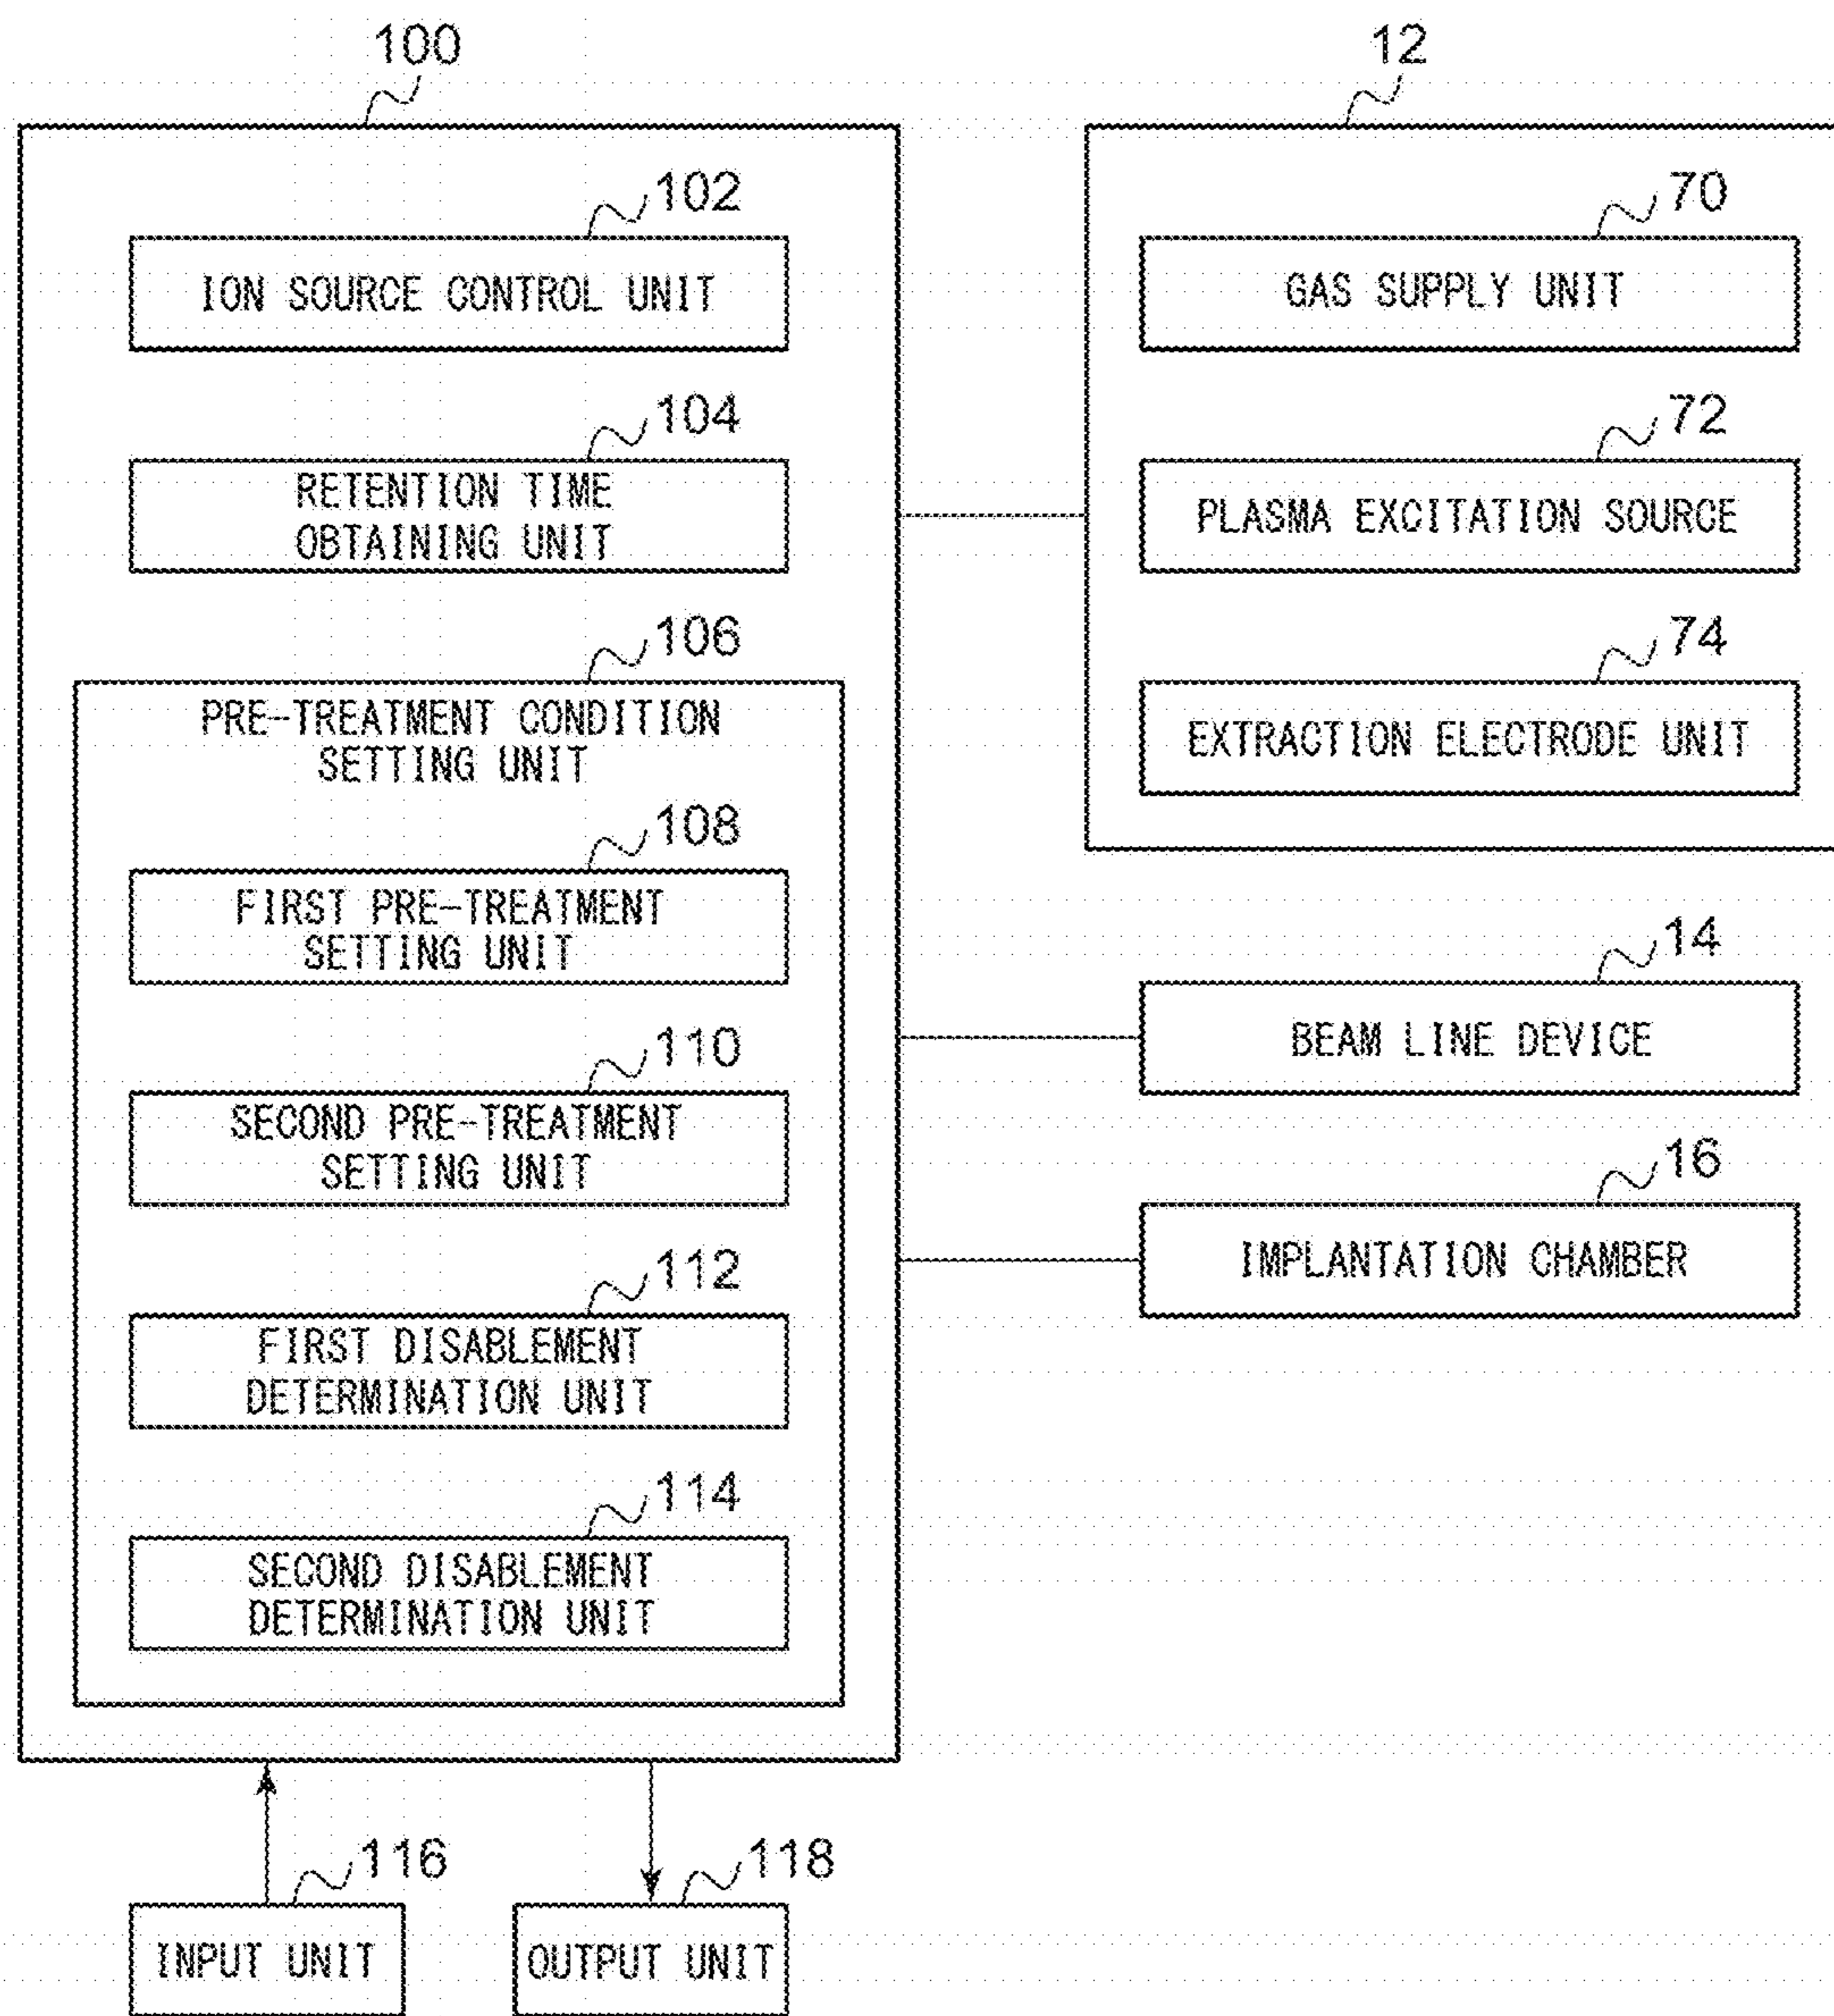 100
102
ION SOURCE CONTROL UNIT
104
RETENTION TIME
OBTAINING UNIT
106
PRE-TREATMENT CONDITION
SETTING UNIT
108
FIRST PRE-TREATMENT
SETTING UNIT
110
SECOND PRE-TREATMENT
SETTING UNIT
112
FIRST DISABLEMENT
DETERMINATION UNIT
114
SECOND DISABLEMENT
DETERMINATION UNIT
116
INPUT UNIT
118
OUTPUT UNIT
12
70
GAS SUPPLY UNIT
72
PLASMA EXCITATION SOURCE
74
EXTRACTION ELECTRODE UNIT
14
BEAM LINE DEVICE
16
IMPLANTATION CHAMBER